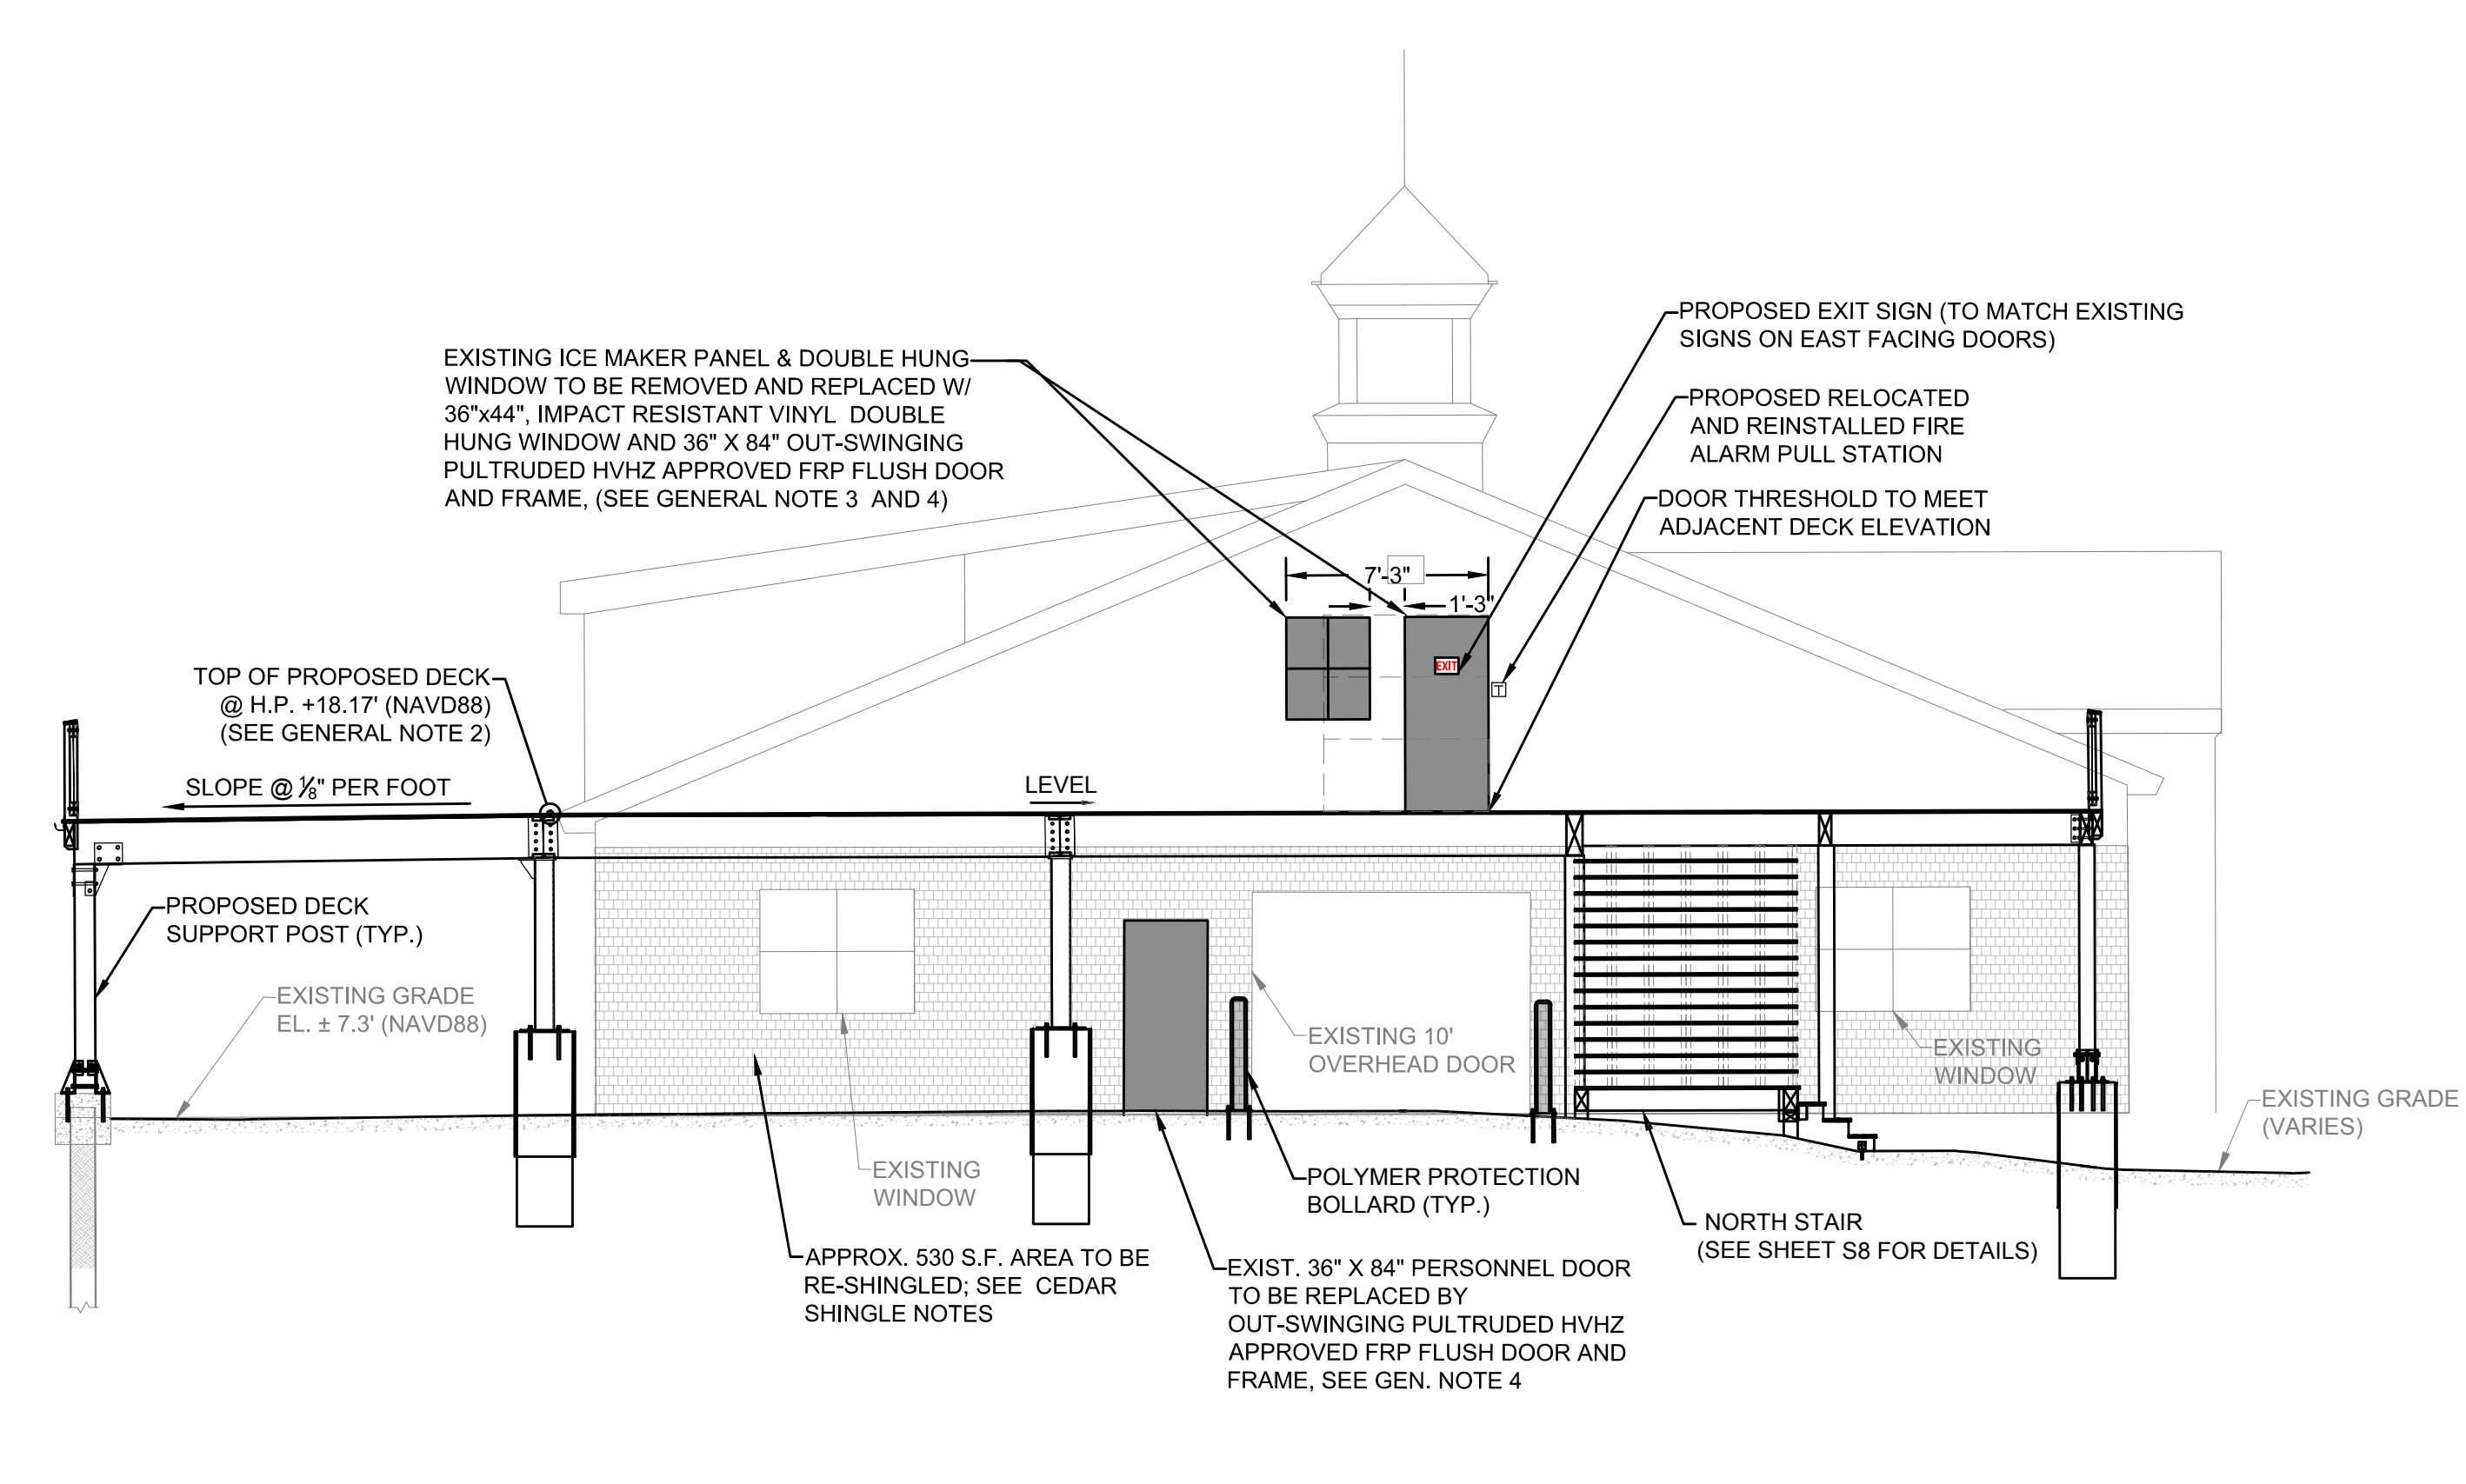 PROPOSED EXIT SIGN (TO MATCH EXISTING
SIGNS ON EAST FACING DOORS)
EXISTING ICE MAKER PANEL & DOUBLE HUNG
WINDOW TO BE REMOVED AND REPLACED W/
36"x44", IMPACT RESISTANT VINYL DOUBLE
HUNG WINDOW AND 36" X 84" OUT-SWINGING
PULTRUDED HVHZ APPROVED FRP FLUSH DOOR
AND FRAME, (SEE GENERAL NOTE 3 AND 4)
PROPOSED RELOCATED
AND REINSTALLED FIRE
ALARM PULL STATION
DOOR THRESHOLD TO MEET
ADJACENT DECK ELEVATION
7'-3"
1'-3"
EXIT
T
TOP OF PROPOSED DECK
@ H.P. +18.17' (NAVD88)
(SEE GENERAL NOTE 2)
SLOPE @ ⅛" PER FOOT
LEVEL
PROPOSED DECK
SUPPORT POST (TYP.)
EXISTING GRADE
EL. ± 7.3' (NAVD88)
EXISTING 10'
OVERHEAD DOOR
EXISTING
WINDOW
EXISTING GRADE
(VARIES)
EXISTING
WINDOW
POLYMER PROTECTION
BOLLARD (TYP.)
NORTH STAIR
(SEE SHEET S8 FOR DETAILS)
APPROX. 530 S.F. AREA TO BE
RE-SHINGLED; SEE CEDAR
SHINGLE NOTES
EXIST. 36" X 84" PERSONNEL DOOR
TO BE REPLACED BY
OUT-SWINGING PULTRUDED HVHZ
APPROVED FRP FLUSH DOOR AND
FRAME, SEE GEN. NOTE 4